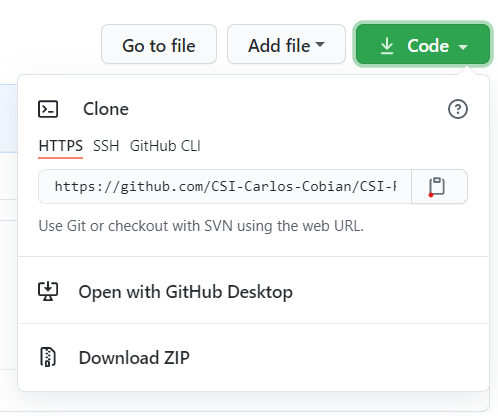 Go to file Add file Code
Clone
HTTPS SSH GitHub CLI
https://github.com/CSI-Carlos-Cobian/CSI-
Use Git or checkout with SVN using the web URL.
Open with GitHub Desktop
Download ZIP